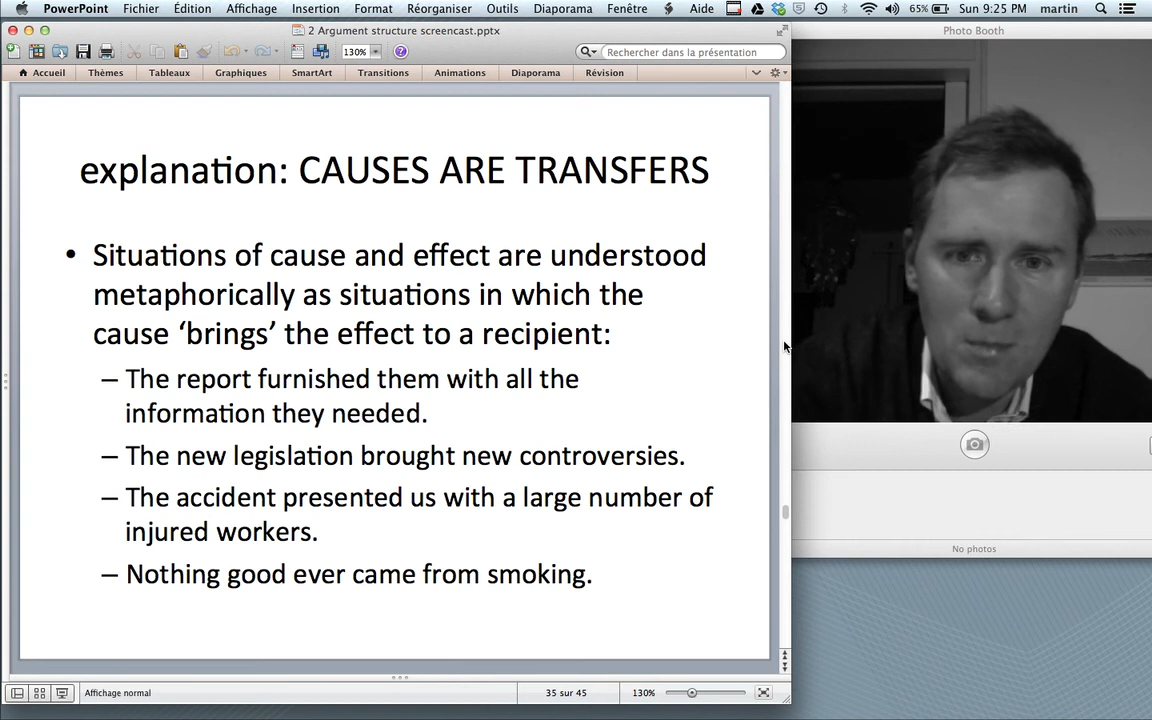 PowerPoint Fichier Édition Affichage Insertion Format Réorganiser Outils Diaporama Fenêtre Aide 65% Sun 9:25 PM martin
2 Argument structure screencast.pptx
Photo Booth
130% Rechercher dans la présentation
Accueil Thèmes Tableaux Graphiques SmartArt Transitions Animations Diaporama Révision
explanation: CAUSES ARE TRANSFERS
• Situations of cause and effect are understood
metaphorically as situations in which the
cause ‘brings’ the effect to a recipient:
– The report furnished them with all the
information they needed.
– The new legislation brought new controversies.
– The accident presented us with a large number of
injured workers.
– Nothing good ever came from smoking.
No photos
Affichage normal 35 sur 45 130%